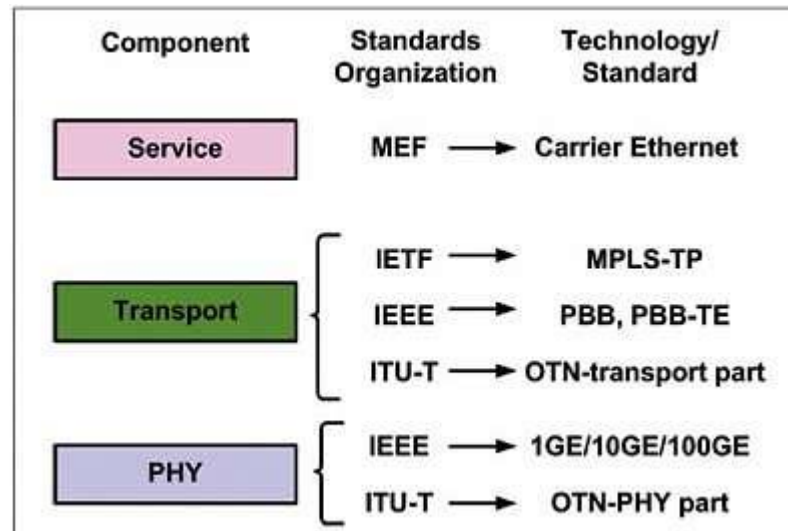 Component Standards Organization Technology/ Standard
Service MEF Carrier Ethernet
Transport
IETF MPLS-TP
IEEE PBB, PBB-TE
ITU-T OTN-transport part
PHY
IEEE 1GE/10GE/100GE
ITU-T OTN-PHY part